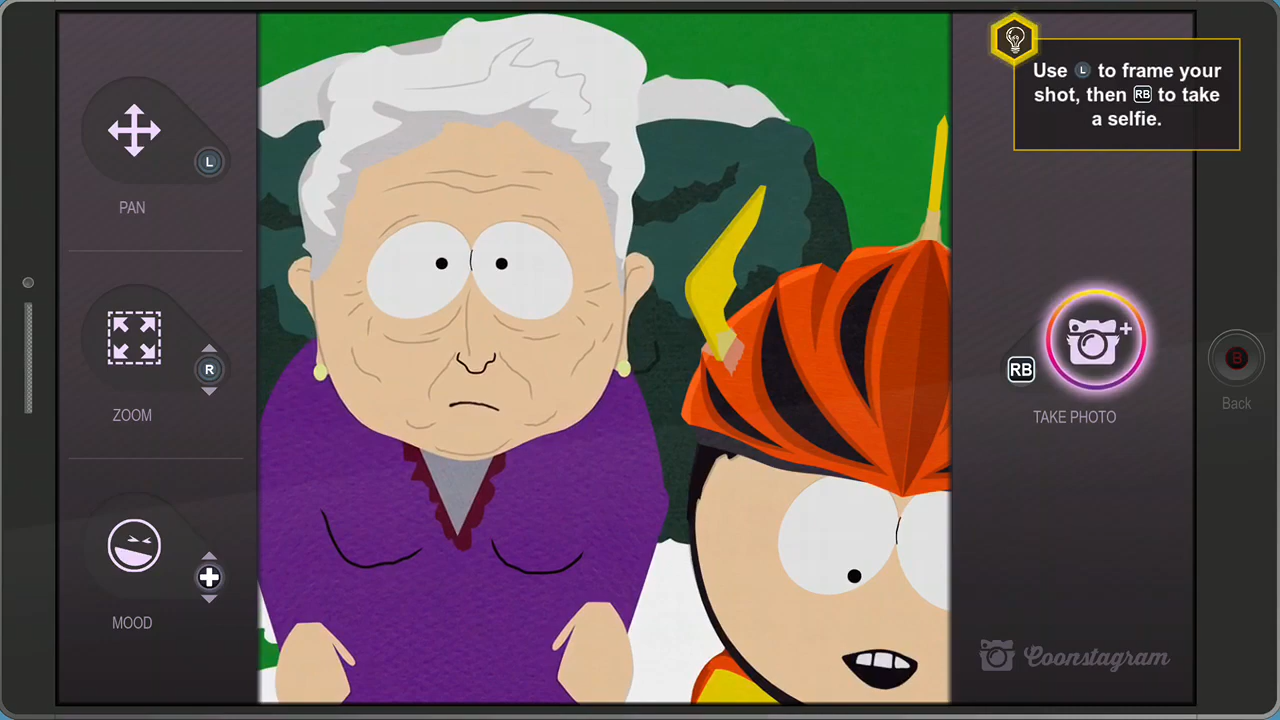 Use L to frame your
shot, then RB to take
a selfie.
L
PAN
R
ZOOM
MOOD
RB
TAKE PHOTO
B
Back
Coonstagram